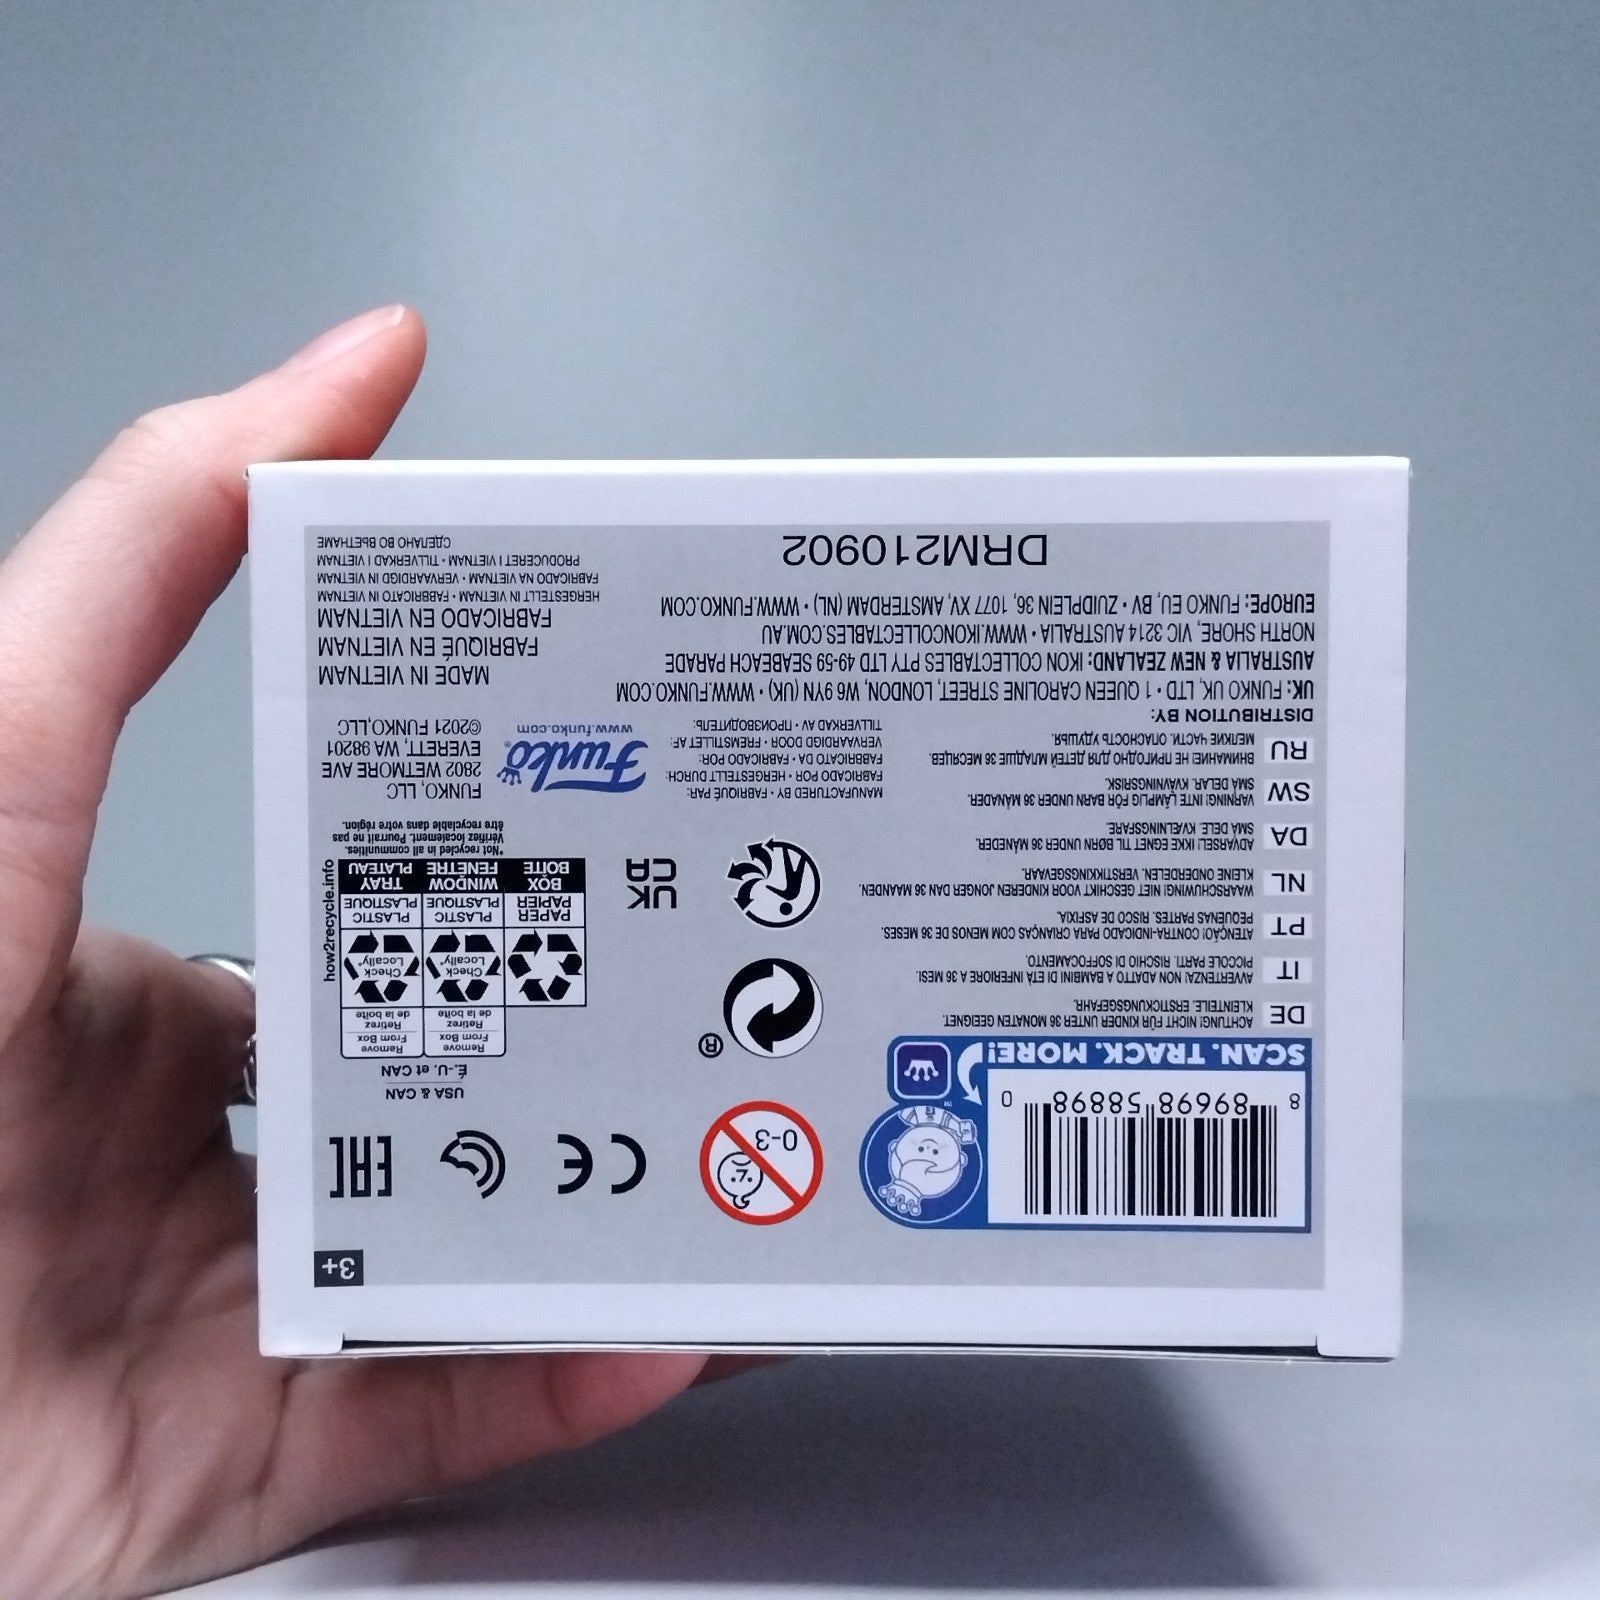 3+
8 89698 58898 0
SCAN. TRACK. MORE!
TM
0-3
CE
EAC
USA & CAN
É.-U. et CAN
Remove
From Box
Retirez
de la boîte
Remove
From Box
Retirez
de la boîte
Check
Locally*
Check
Locally*
PAPER
PAPIER
BOX
BOÎTE
PLASTIC
PLASTIQUE
WINDOW
FENÊTRE
PLASTIC
PLASTIQUE
TRAY
PLATEAU
how2recycle.info
*Not recycled in all communities.
Vérifiez localement. Pourrait ne pas
être recyclable dans votre région.
®
UK
CA
DE ACHTUNG! NICHT FÜR KINDER UNTER 36 MONATEN GEEIGNET.
KLEINTEILE. ERSTICKUNGSGEFAHR.
IT AVVERTENZA! NON ADATTO A BAMBINI DI ETÀ INFERIORE A 36 MESI.
PICCOLE PARTI. RISCHIO DI SOFFOCAMENTO.
PT ATENÇÃO! CONTRA-INDICADO PARA CRIANÇAS COM MENOS DE 36 MESES.
PEQUENAS PARTES. RISCO DE ASFIXIA.
NL WAARSCHUWING! NIET GESCHIKT VOOR KINDEREN JONGER DAN 36 MAANDEN.
KLEINE ONDERDELEN. VERSTIKKINGSGEVAAR.
DA ADVARSEL! IKKE EGNET TIL BØRN UNDER 36 MÅNEDER.
SMÅ DELE. KVÆLNINGSFARE.
SW VARNING! INTE LÄMPLIG FÖR BARN UNDER 36 MÅNADER.
SMÅ DELAR. KVÄVNINGSRISK.
RU ВНИМАНИЕ! НЕ ПРИГОДНО ДЛЯ ДЕТЕЙ МЛАДШЕ 36 МЕСЯЦЕВ.
МЕЛКИЕ ЧАСТИ. ОПАСНОСТЬ УДУШЬЯ.
MANUFACTURED BY • FABRIQUÉ PAR:
FABRICADO POR • HERGESTELLT DURCH:
FABRICATO DA • FABRICADO POR:
VERVAARDIGD DOOR • FREMSTILLET AF:
TILLVERKAD AV • ПРОИЗВОДИТЕЛЬ:
Funko®
www.funko.com
FUNKO, LLC
2802 WETMORE AVE
EVERETT, WA 98201
©2021 FUNKO,LLC
DISTRIBUTION BY:
UK: FUNKO UK, LTD • 1 QUEEN CAROLINE STREET, LONDON, W6 9YN (UK) • WWW.FUNKO.COM
AUSTRALIA & NEW ZEALAND: IKON COLLECTABLES PTY LTD 49-59 SEABEACH PARADE
NORTH SHORE, VIC 3214 AUSTRALIA • WWW.IKONCOLLECTABLES.COM.AU
EUROPE: FUNKO EU, BV • ZUIDPLEIN 36, 1077 XV, AMSTERDAM (NL) • WWW.FUNKO.COM
MADE IN VIETNAM
FABRIQUÉ EN VIETNAM
FABRICADO EN VIETNAM
HERGESTELLT IN VIETNAM • FABBRICATO IN VIETNAM
FABRICADO NA VIETNAM • VERVAARDIGD IN VIETNAM
PRODUCERET I VIETNAM • TILLVERKAD I VIETNAM
СДЕЛАНО ВО ВЬЕТНАМЕ
DRM210902